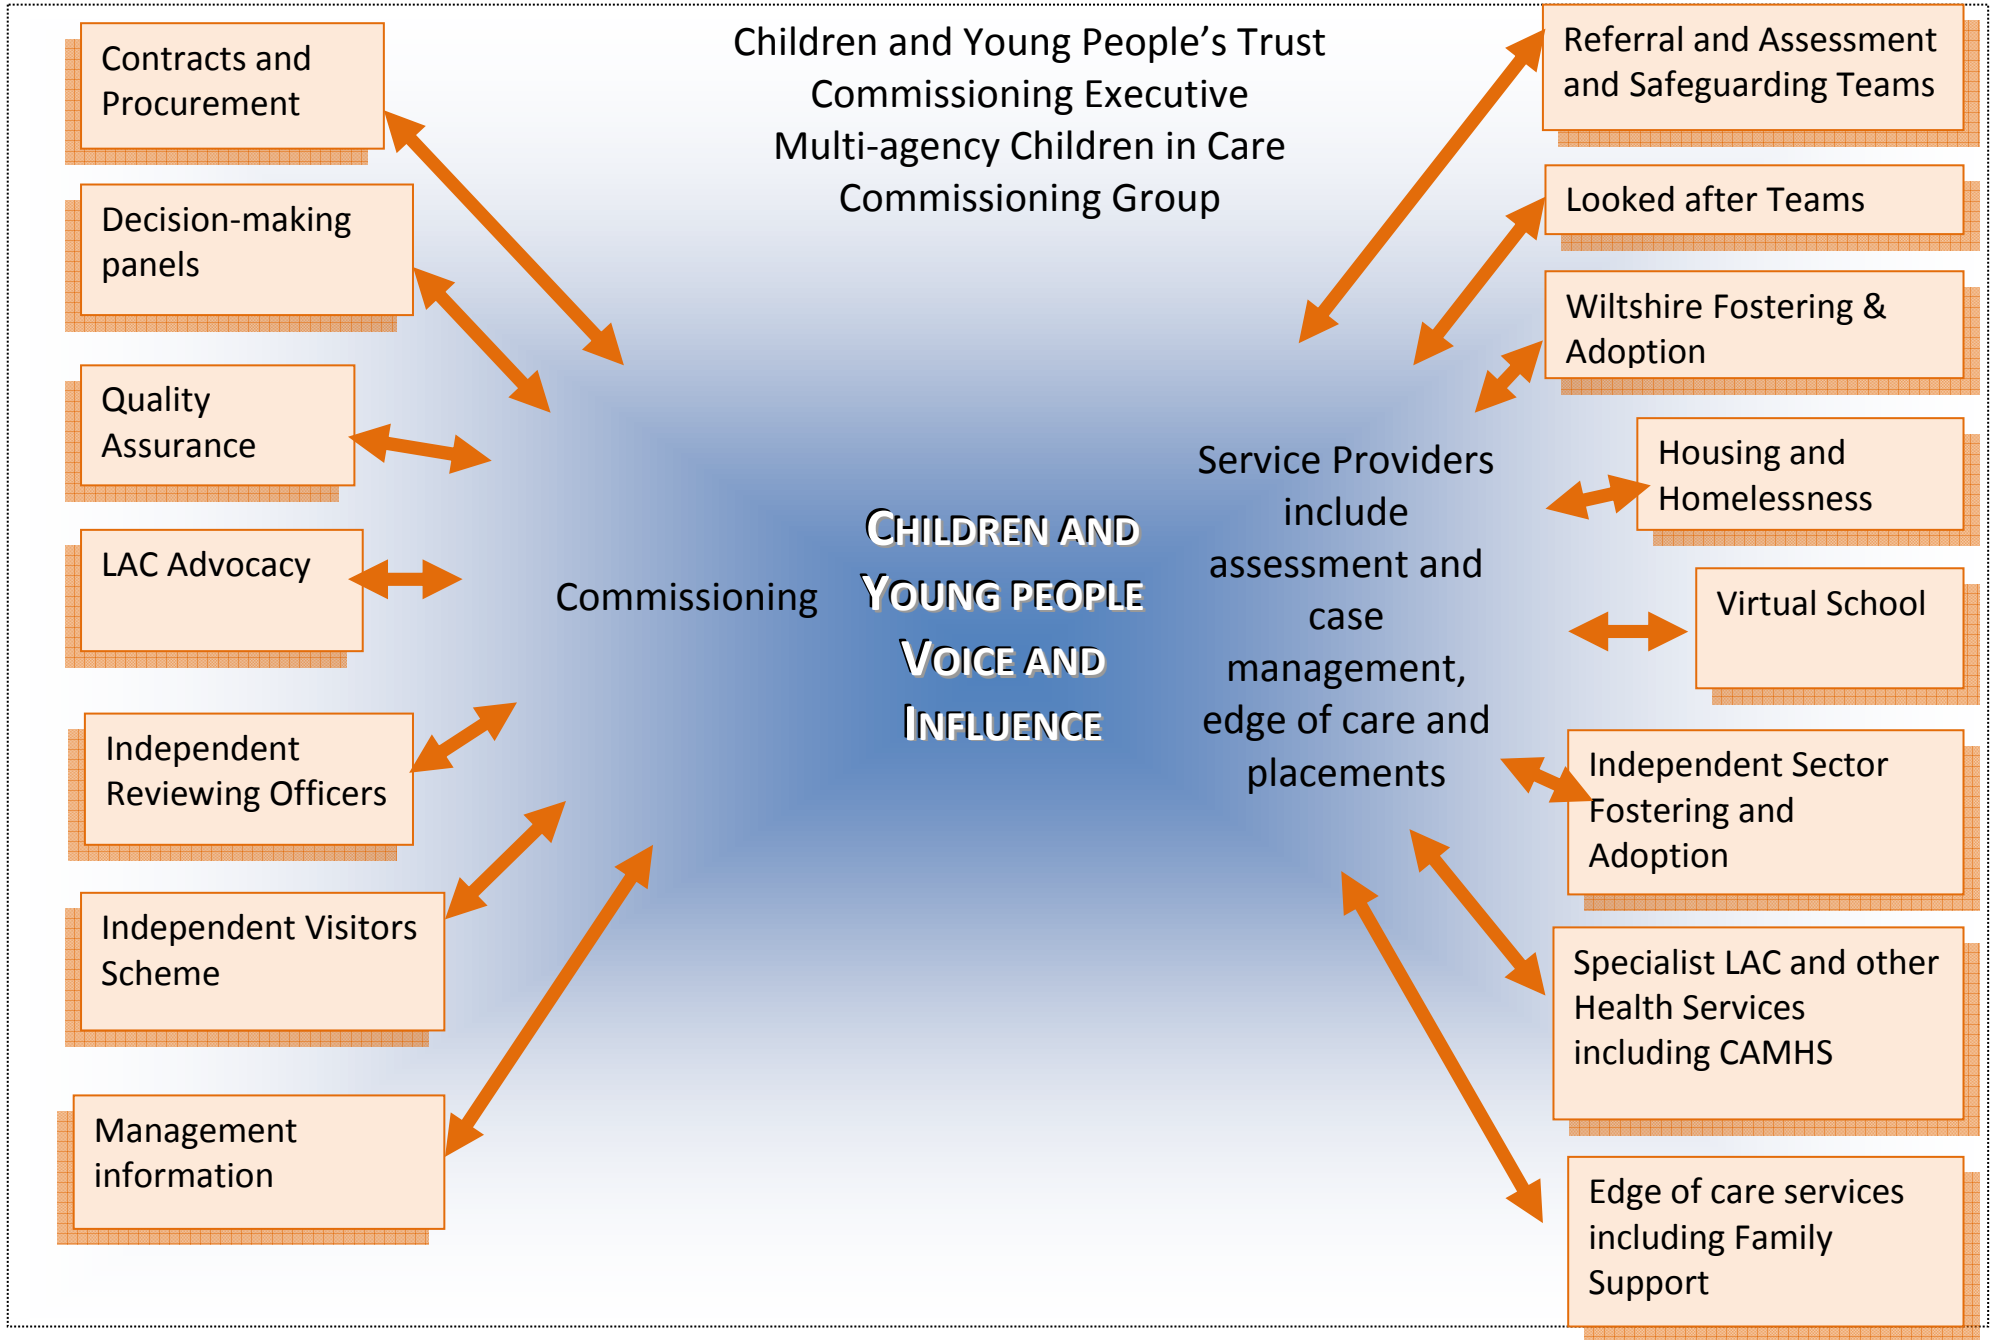 Children and Young People’s Trust
Commissioning Executive
Multi-agency Children in Care
Commissioning Group
Contracts and
Procurement
Decision-making
panels
Quality
Assurance
LAC Advocacy
Independent
Reviewing Officers
Independent Visitors
Scheme
Management
information
Commissioning
CHILDREN AND
YOUNG PEOPLE
VOICE AND
INFLUENCE
Service Providers
include
assessment and
case
management,
edge of care and
placements
Referral and Assessment
and Safeguarding Teams
Looked after Teams
Wiltshire Fostering &
Adoption
Housing and
Homelessness
Virtual School
Independent Sector
Fostering and
Adoption
Specialist LAC and other
Health Services
including CAMHS
Edge of care services
including Family
Support